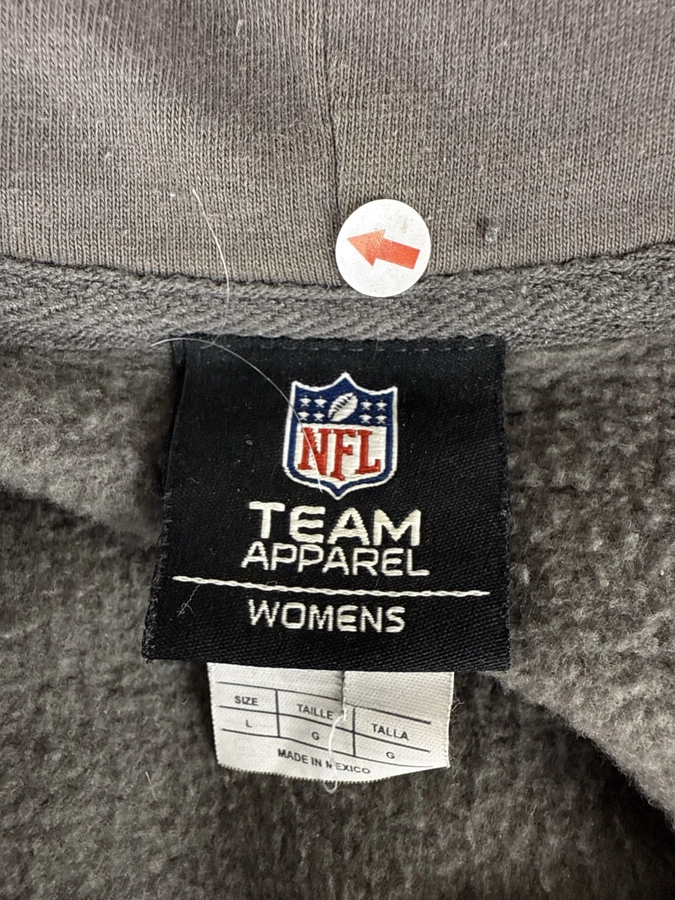 NFL
TEAM
APPAREL
WOMENS
SIZE TAILLE TALLA
L G G
MADE IN MEXICO